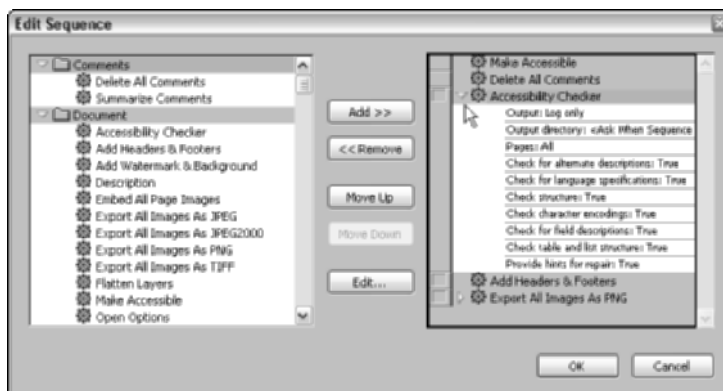 Edit Sequence
Comments
Delete All Comments
Summarize Comments
Document
Accessibility Checker
Add Headers & Footers
Add Watermark & Background
Description
Embed All Page Images
Export All Images As JPEG
Export All Images As JPEG2000
Export All Images As PNG
Export All Images As TIFF
Flatten Layers
Make Accessible
Open Options
Add >>
<< Remove
Move Up
Move Down
Edit...
Make Accessible
Delete All Comments
Accessibility Checker
Output: Log only
Output directory: <Ask When Sequence
Pages: All
Check for alternate descriptions: True
Check for language specifications: True
Check structure: True
Check character encodings: True
Check for field descriptions: True
Check table and list structure: True
Provide hints for repair: True
Add Headers & Footers
Export All Images As PNG
OK
Cancel